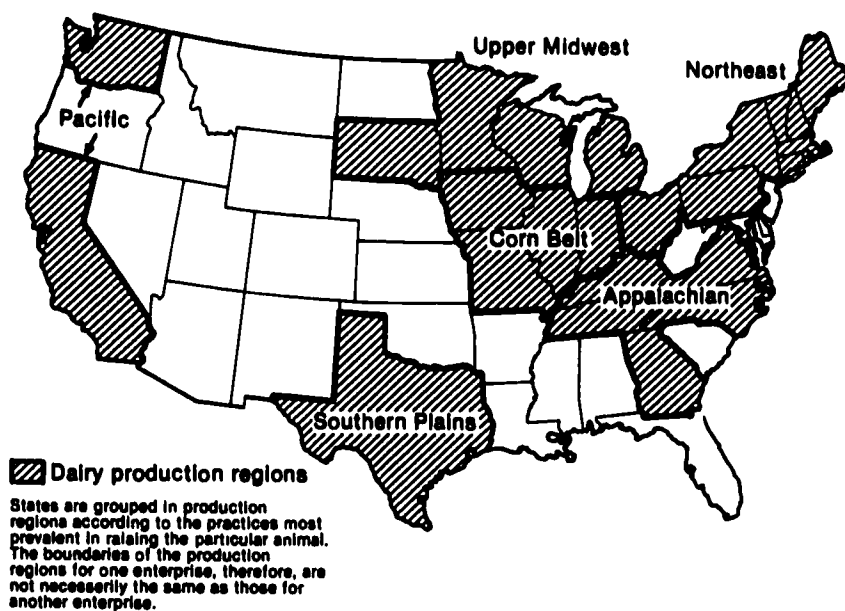 Upper Midwest
Northeast
Pacific
Corn Belt
Appalachian
Southern Plains
Dairy production regions
States are grouped in production
regions according to the practices most
prevalent in raising the particular animal.
The boundaries of the production
regions for one enterprise, therefore, are
not necesserily the same as those for
another enterprise.